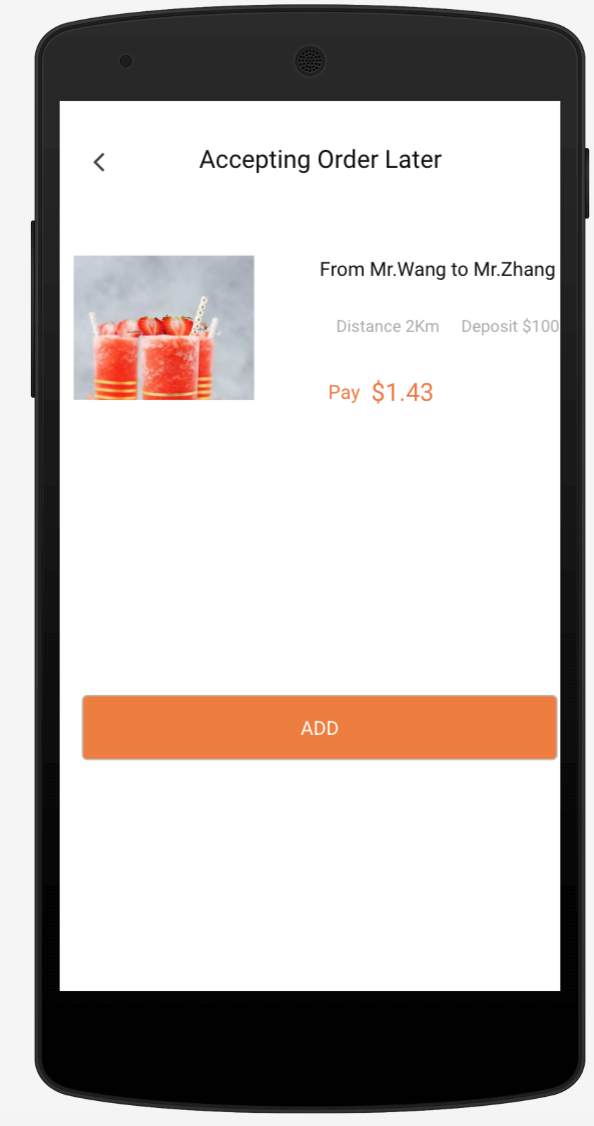 Accepting Order Later
From Mr.Wang to Mr.Zhang
Distance 2Km Deposit $100
Pay $1.43
ADD